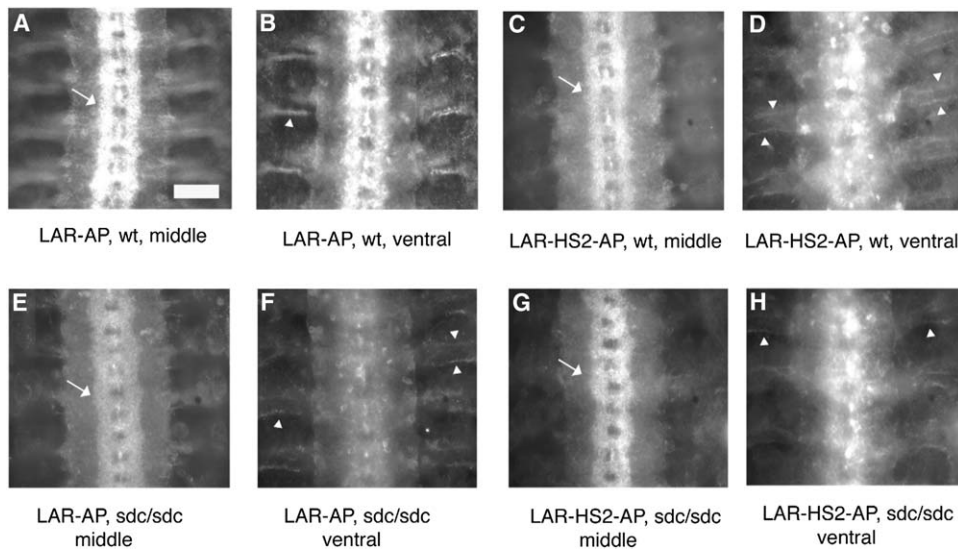 A
B
C
D
LAR-AP, wt, middle
LAR-AP, wt, ventral
LAR-HS2-AP, wt, middle
LAR-HS2-AP, wt, ventral
E
F
G
H
LAR-AP, sdc/sdc
middle
LAR-AP, sdc/sdc
ventral
LAR-HS2-AP, sdc/sdc
middle
LAR-HS2-AP, sdc/sdc
ventral